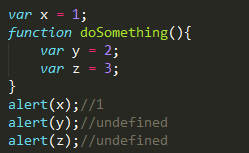 var x = 1;
function doSomething(){
    var y = 2;
    var z = 3;
}
alert(x);//1
alert(y);//undefined
alert(z);//undefined